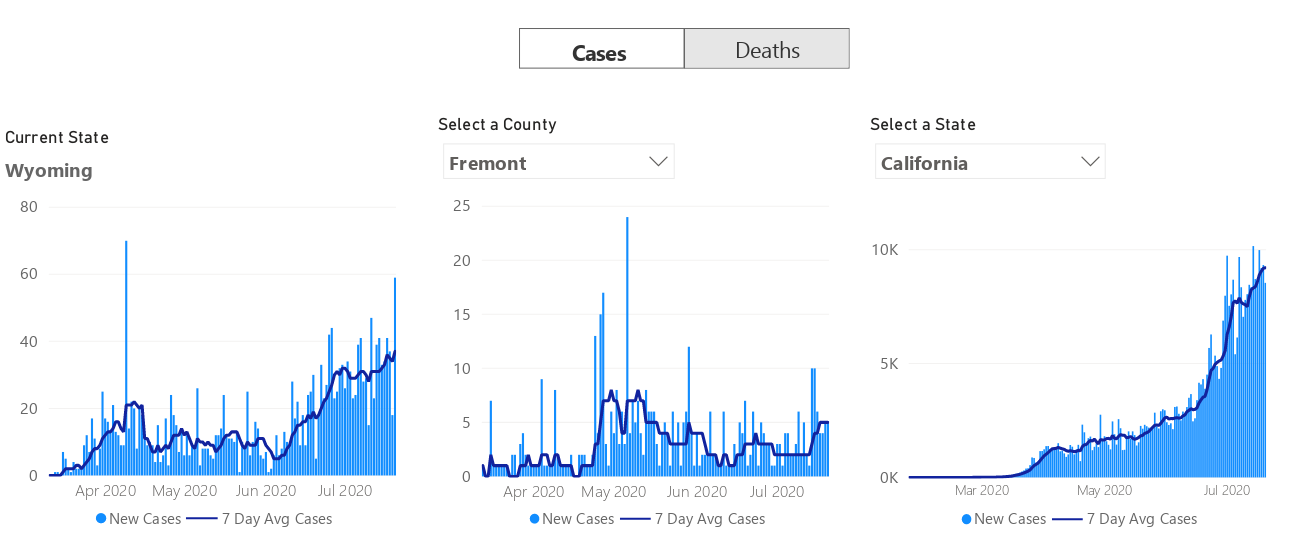 Cases Deaths
Current State
Wyoming
80
60
40
20
0
Apr 2020 May 2020 Jun 2020 Jul 2020
New Cases 7 Day Avg Cases
Select a County
Fremont
25
20
15
10
5
0
Apr 2020 May 2020 Jun 2020 Jul 2020
New Cases 7 Day Avg Cases
Select a State
California
10K
5K
0K
Mar 2020 May 2020 Jul 2020
New Cases 7 Day Avg Cases